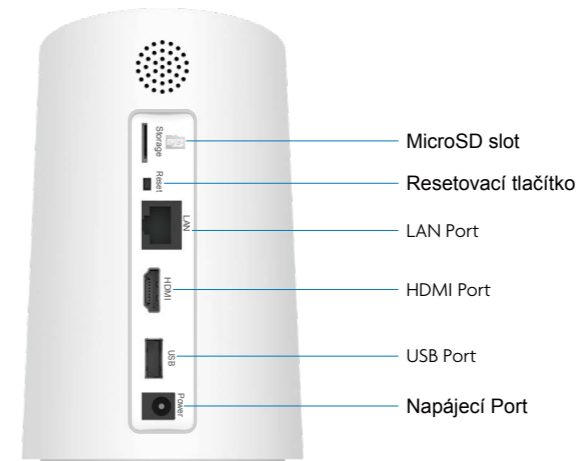 Storage
MicroSD slot
Reset
Resetovací tlačítko
LAN
LAN Port
HDMI
HDMI Port
USB
USB Port
Power
Napájecí Port